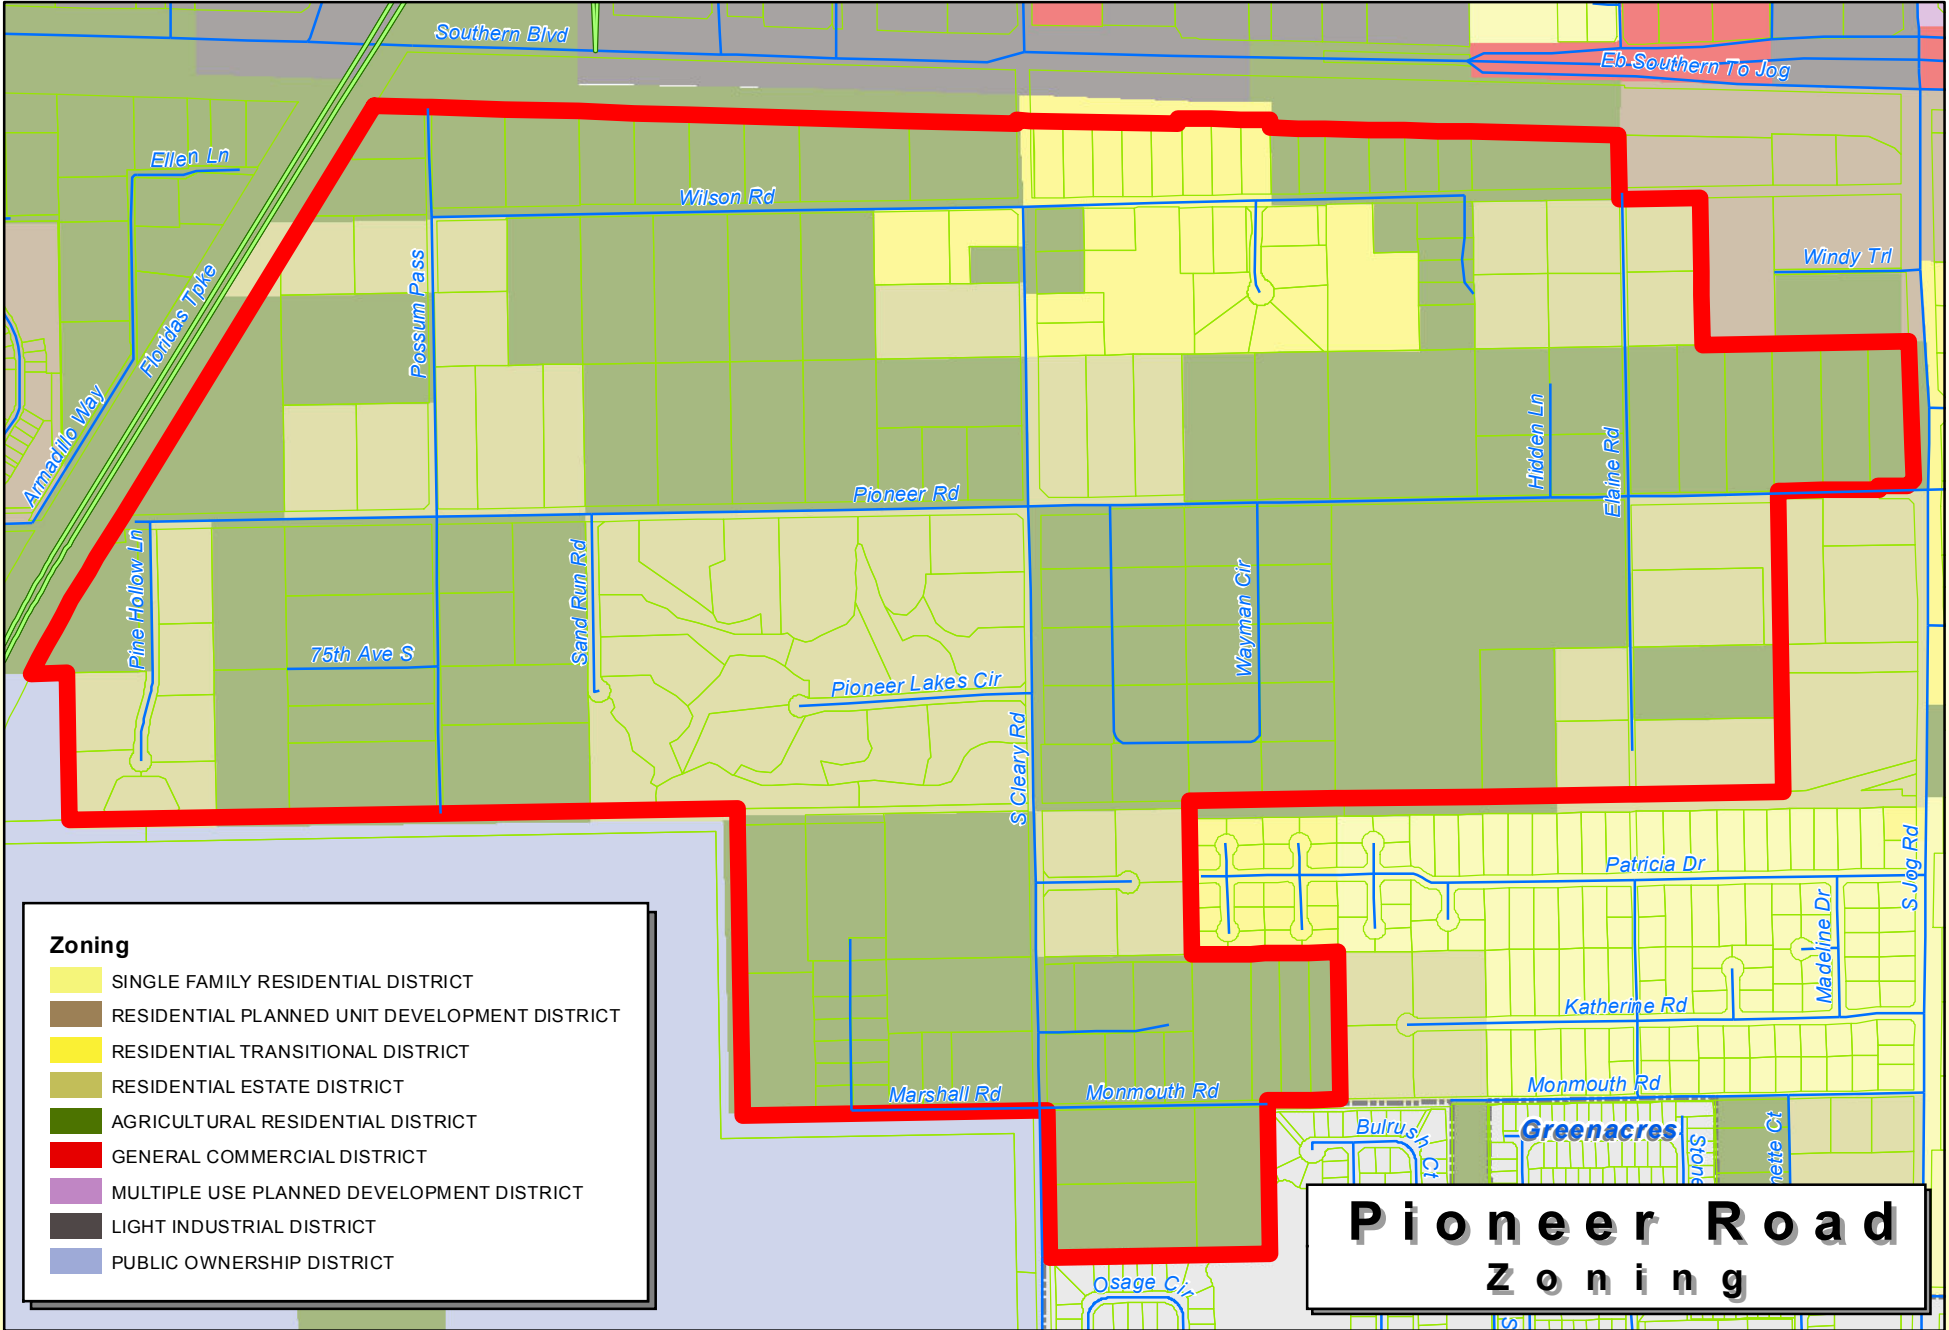 Southern Blvd
Eb Southern To Jog
Ellen Ln
Wilson Rd
Windy Trl
Possum Pass
Floridas Tpke
Armadillo Way
Hidden Ln
Elaine Rd
Pioneer Rd
Pine Hollow Ln
Sand Run Rd
75th Ave S
Wayman Cir
Pioneer Lakes Cir
S Cleary Rd
Patricia Dr
S Jog Rd
Madeline Dr
Katherine Rd
Marshall Rd
Monmouth Rd
Monmouth Rd
Bulrush Ct
Greenacres
Stone
nette Ct
Osage Cir
S
Zoning
SINGLE FAMILY RESIDENTIAL DISTRICT
RESIDENTIAL PLANNED UNIT DEVELOPMENT DISTRICT
RESIDENTIAL TRANSITIONAL DISTRICT
RESIDENTIAL ESTATE DISTRICT
AGRICULTURAL RESIDENTIAL DISTRICT
GENERAL COMMERCIAL DISTRICT
MULTIPLE USE PLANNED DEVELOPMENT DISTRICT
LIGHT INDUSTRIAL DISTRICT
PUBLIC OWNERSHIP DISTRICT
Pioneer Road
Zoning